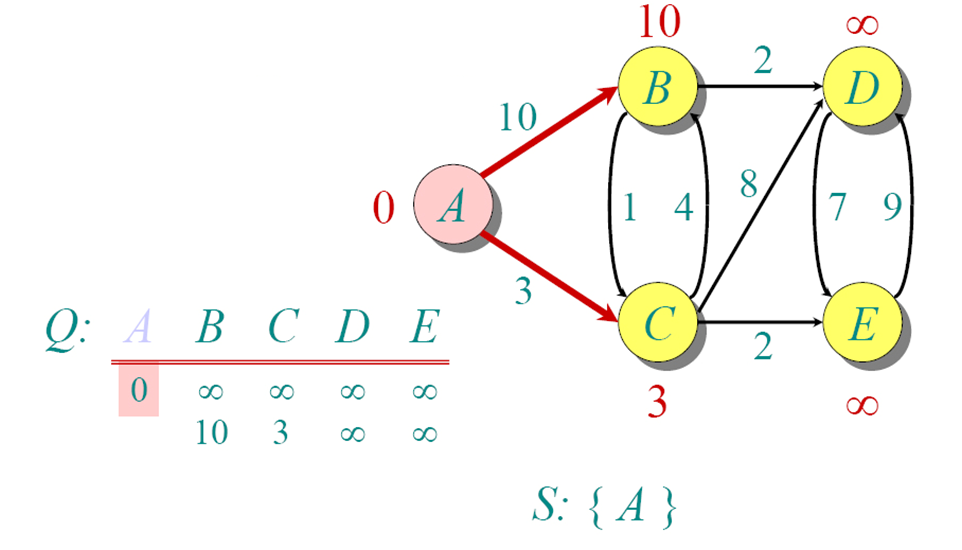 10 ∞
B 2 D
10
A 0
1 4 8 7 9
3
C 2 E
3 ∞
Q: A B C D E
0 ∞ ∞ ∞ ∞
10 3 ∞ ∞
S: { A }